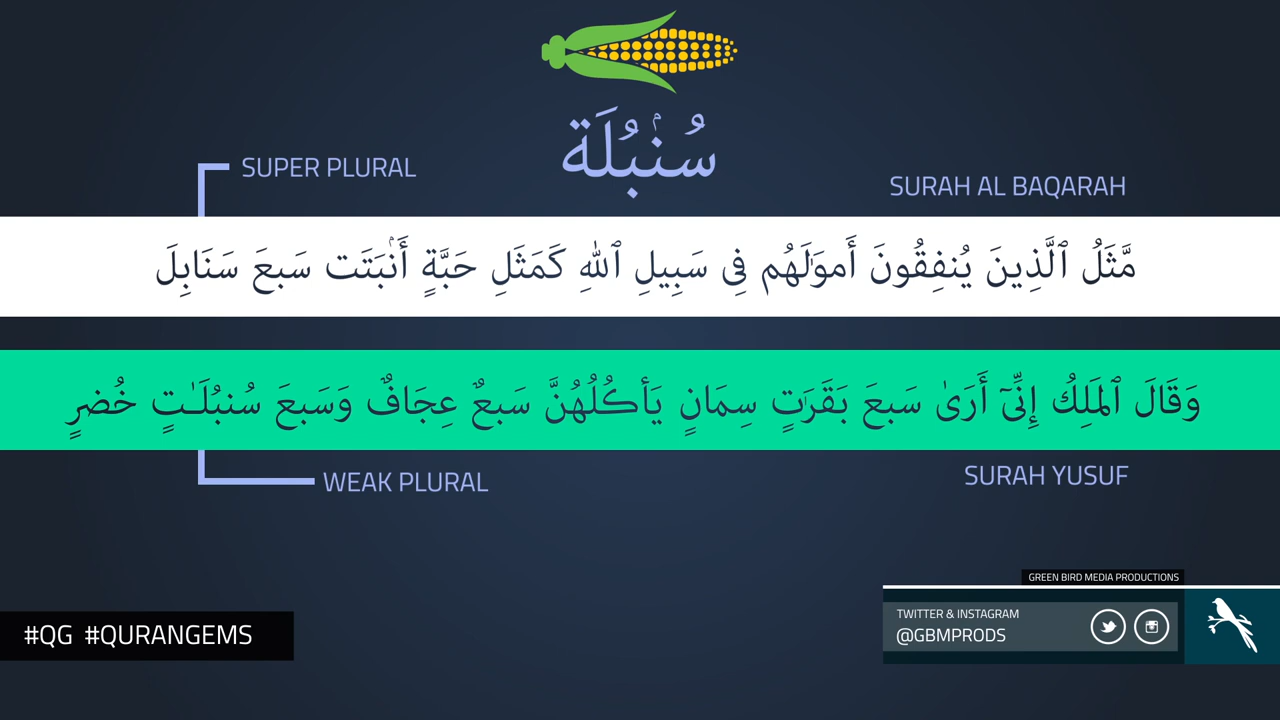 سُنۢبُلَة
SUPER PLURAL
SURAH AL BAQARAH
مَّثَلُ ٱلَّذِينَ يُنفِقُونَ أَموَٰلَهُم فِى سَبِيلِ ٱللَّهِ كَمَثَلِ حَبَّةٍ أَنۢبَتَت سَبعَ سَنَابِلَ
وَقَالَ ٱلمَلِكُ إِنِّىٓ أَرَىٰ سَبعَ بَقَرَٰتٍ سِمَانٍ يَأكُلُهُنَّ سَبعٌ عِجَافٌ وَسَبعَ سُنبُلَـٰتٍ خُضرٍ
WEAK PLURAL
SURAH YUSUF
GREEN BIRD MEDIA PRODUCTIONS
TWITTER & INSTAGRAM
@GBMPRODS
#QG #QURANGEMS